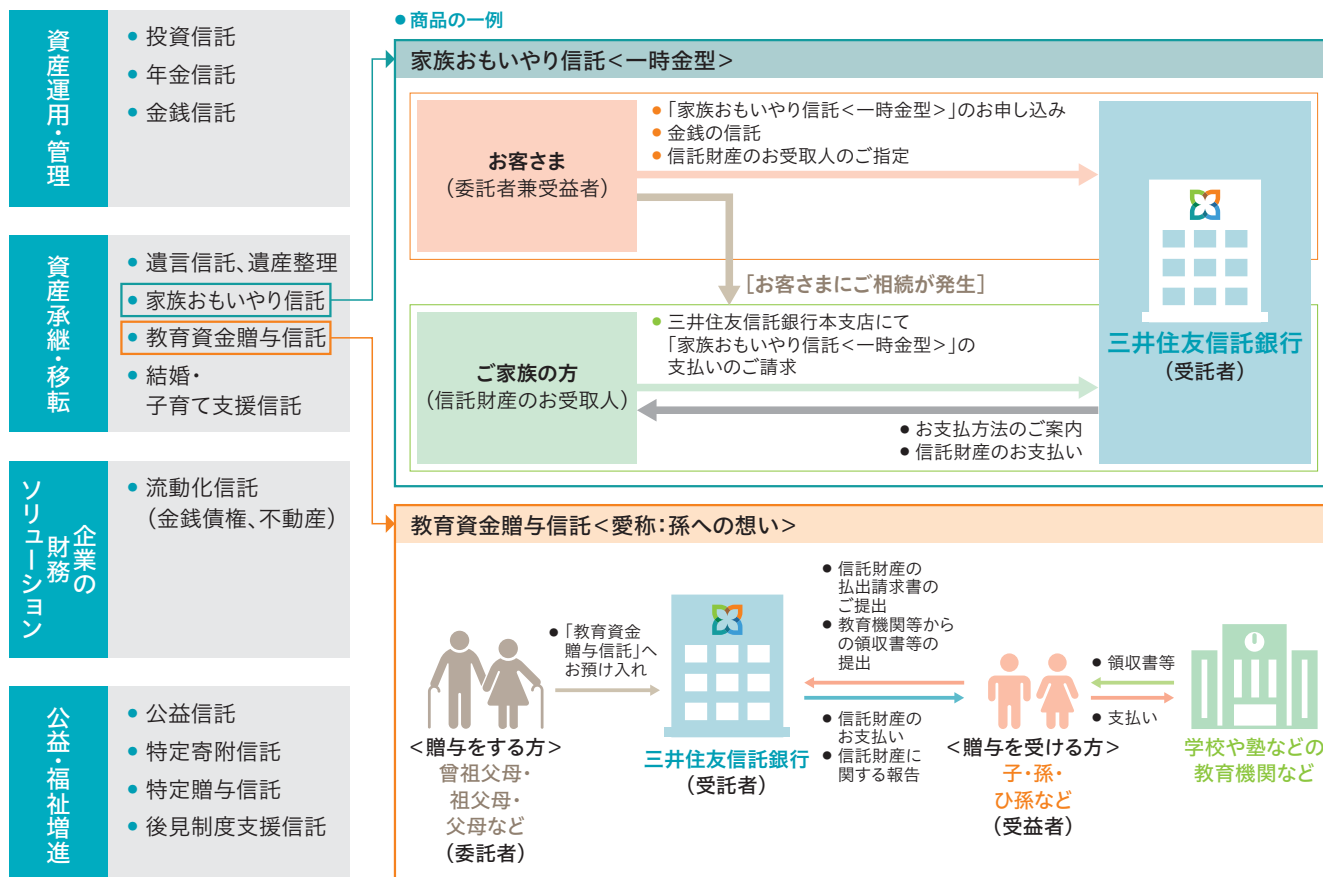 資産運用・管理
● 投資信託
● 年金信託
● 金銭信託
資産承継・移転
● 遺言信託、遺産整理
● 家族おもいやり信託
● 教育資金贈与信託
● 結婚・
子育て支援信託
企業の
財務
ソリューション
● 流動化信託
(金銭債権、不動産)
公益・福祉増進
● 公益信託
● 特定寄附信託
● 特定贈与信託
● 後見制度支援信託
● 商品の一例
家族おもいやり信託<一時金型>
お客さま
(委託者兼受益者)
● 「家族おもいやり信託<一時金型>」のお申し込み
● 金銭の信託
● 信託財産のお受取人のご指定
[お客さまにご相続が発生]
ご家族の方
(信託財産のお受取人)
● 三井住友信託銀行本支店にて
「家族おもいやり信託<一時金型>」の
支払いのご請求
● お支払方法のご案内
● 信託財産のお支払い
三井住友信託銀行
(受託者)
教育資金贈与信託<愛称:孫への想い>
<贈与をする方>
曾祖父母・
祖父母・
父母など
(委託者)
● 「教育資金
贈与信託」へ
お預け入れ
三井住友信託銀行
(受託者)
● 信託財産の
払出請求書の
ご提出
● 教育機関等から
の領収書等の
提出
● 信託財産の
お支払い
● 信託財産に
関する報告
<贈与を受ける方>
子・孫・
ひ孫など
(受益者)
● 領収書等
● 支払い
学校や塾などの
教育機関など